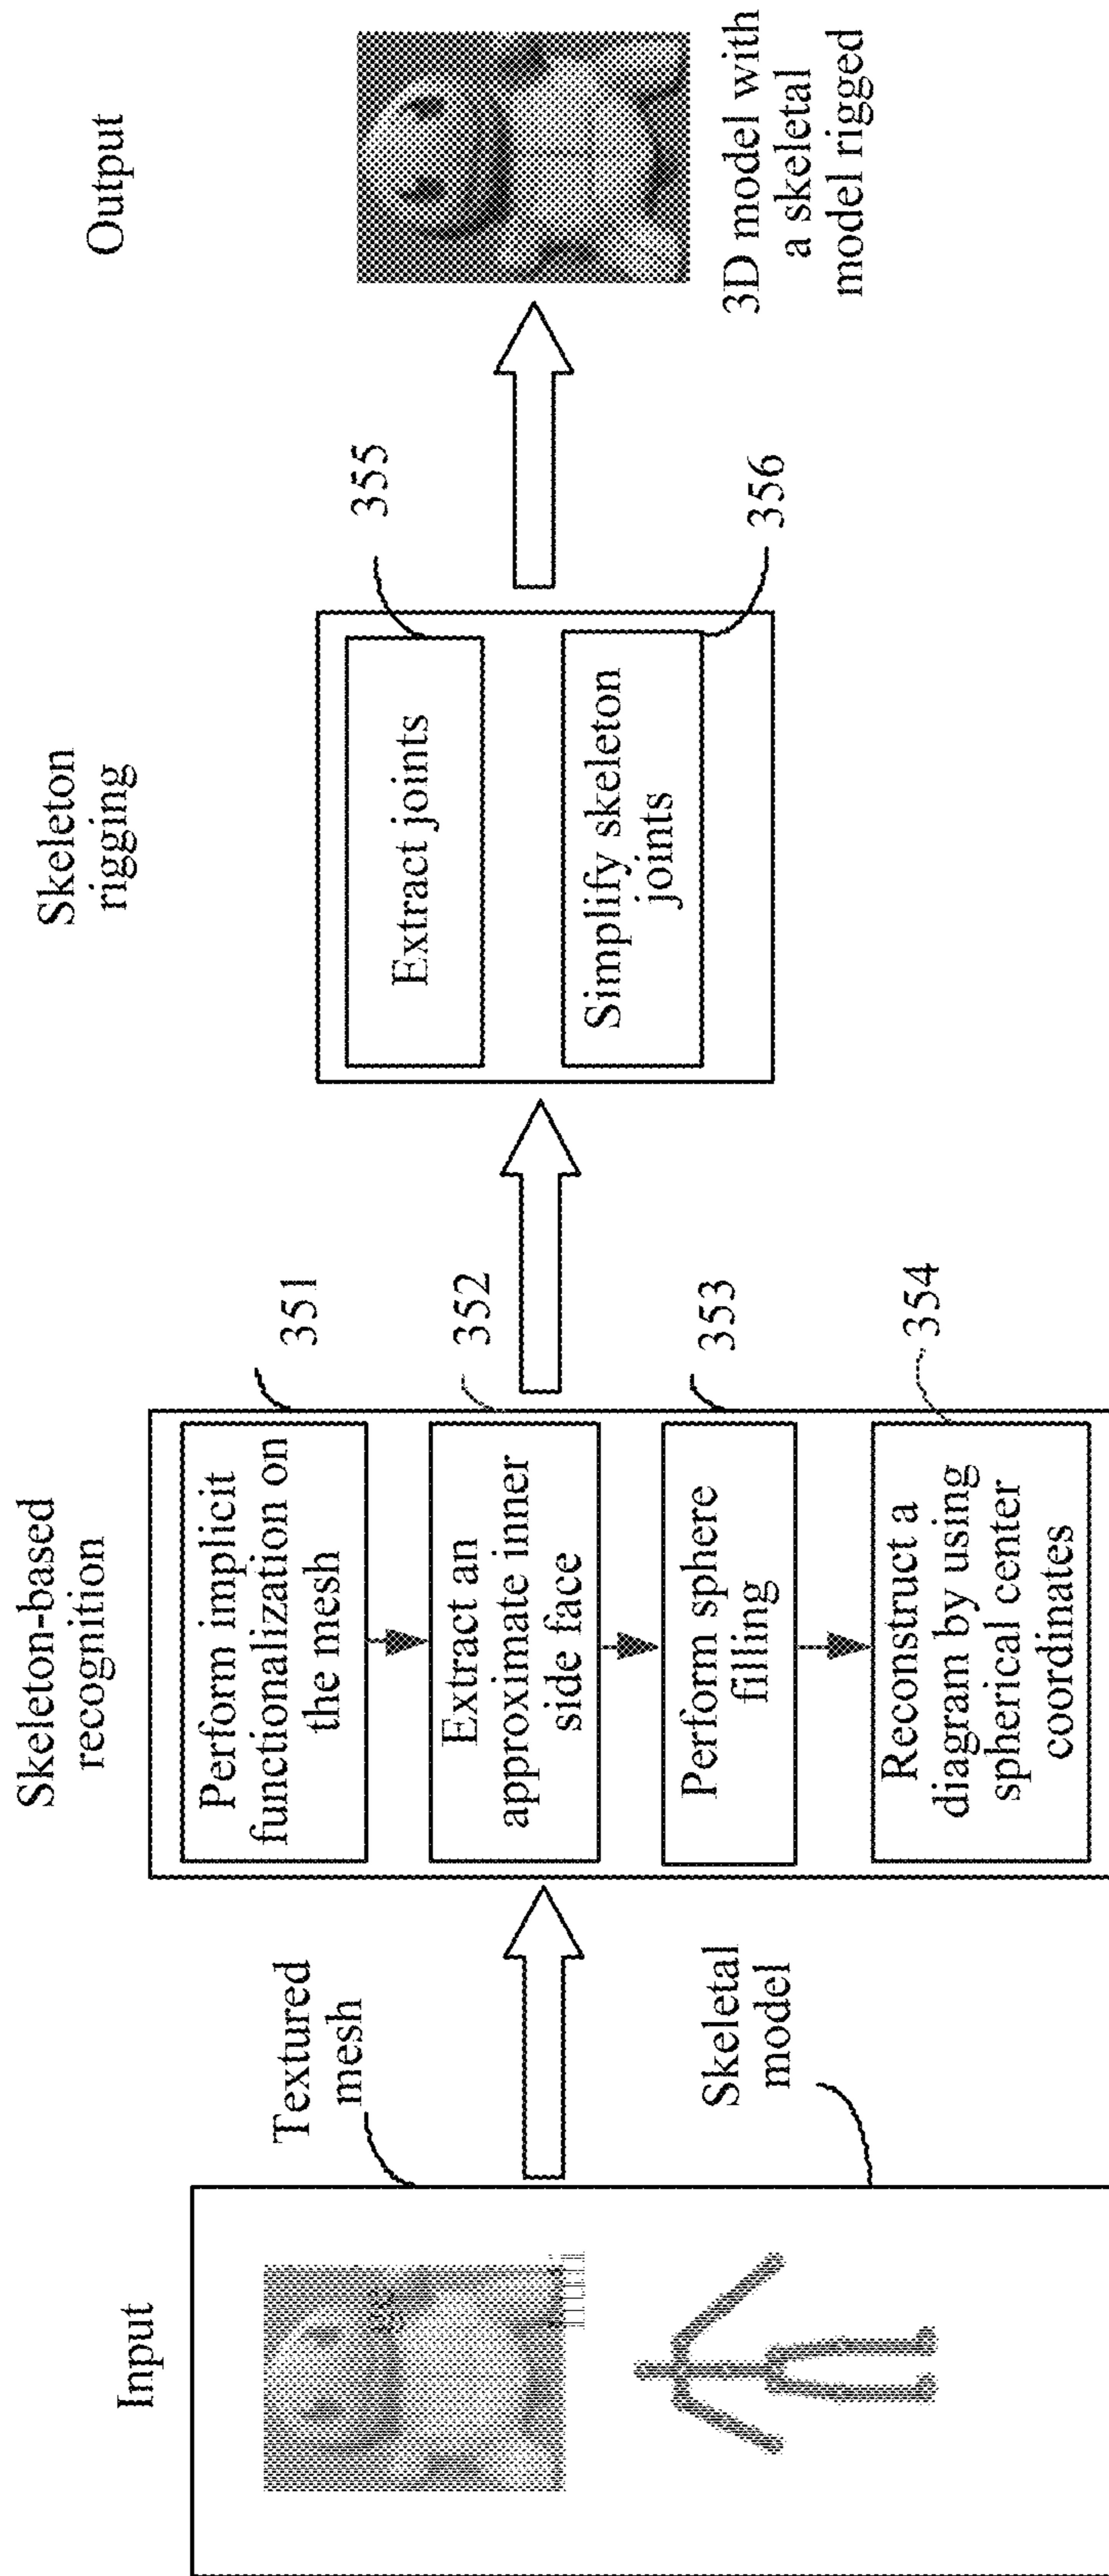 Input
Textured
mesh
Skeletal
model
Skeleton-based
recognition
Perform implicit
functionalization on
the mesh
351
Extract an
approximate inner
side face
352
Perform sphere
filling
353
Reconstruct a
diagram by using
spherical center
coordinates
354
Skeleton
rigging
Extract joints
355
Simplify skeleton
joints
356
Output
3D model with
a skeletal
model rigged